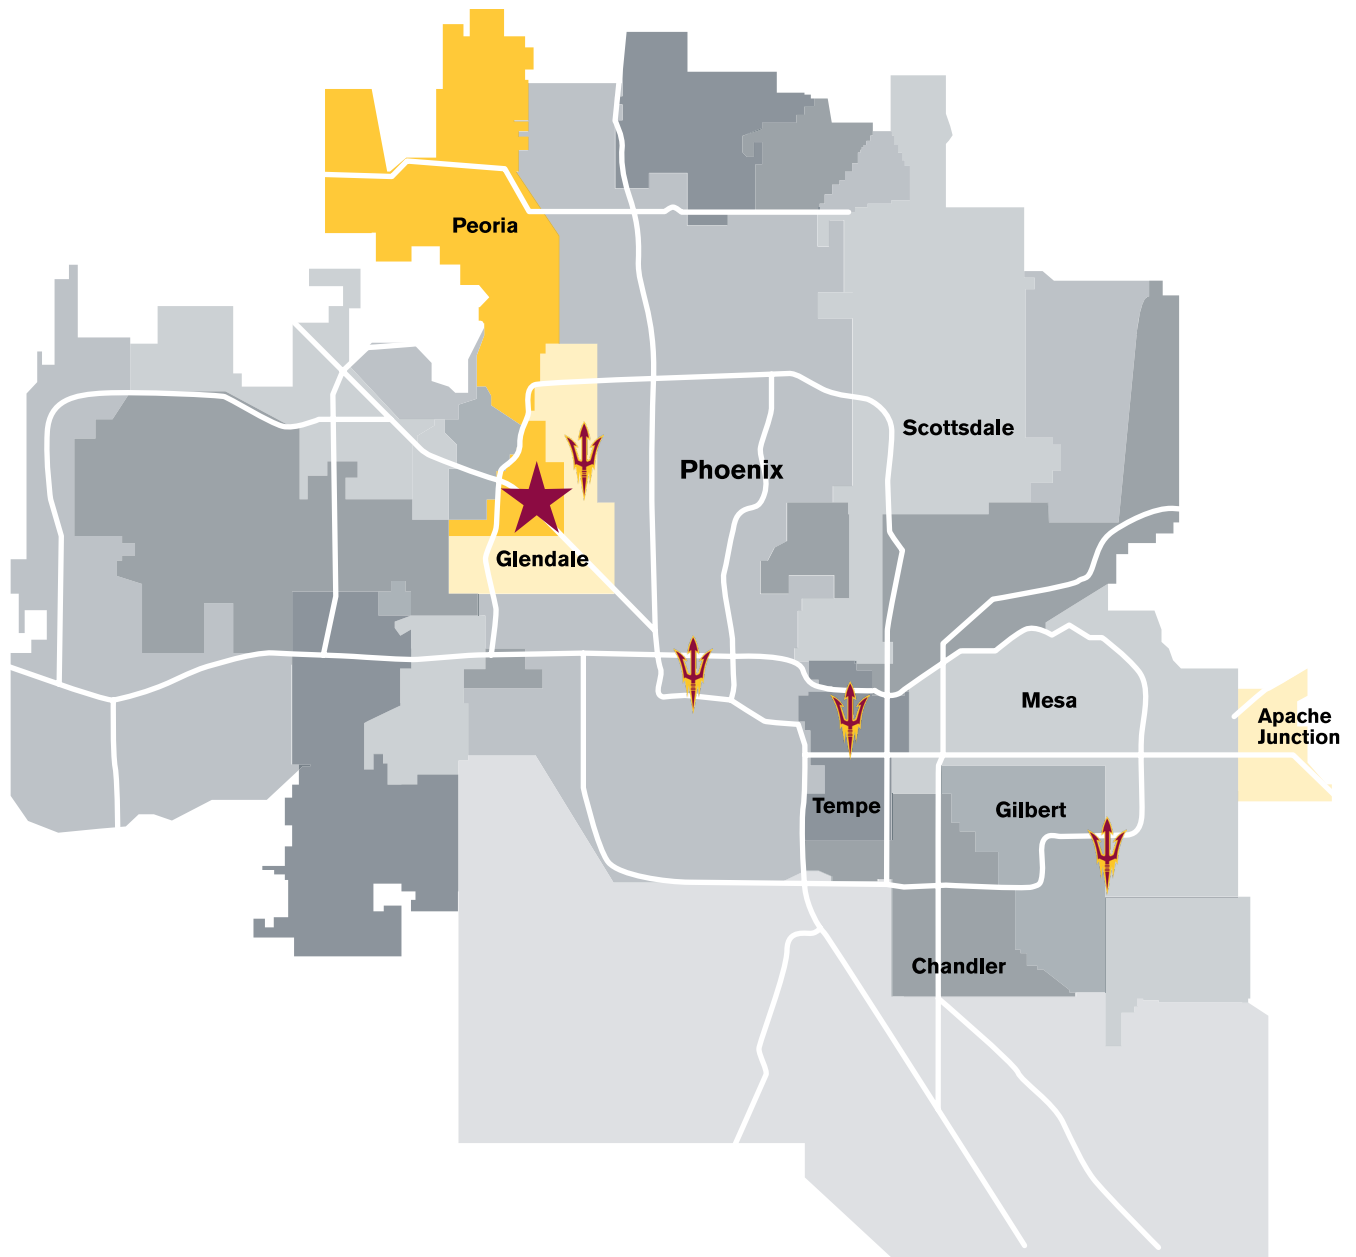 Peoria
Scottsdale
Phoenix
Glendale
Mesa
Apache
Junction
Tempe
Gilbert
Chandler